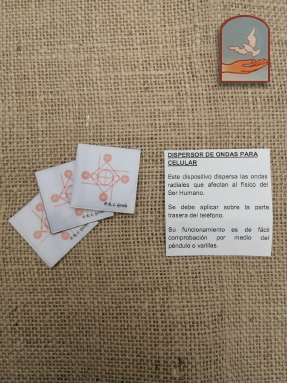 DISPERSOR DE ONDAS PARA
CELULAR
Este dispositivo dispersa las ondas
radiales que afectan al físico del
Ser Humano.
Se debe aplicar sobre la parte
trasera del teléfono.
Su funcionamiento es de fácil
comprobación por medio del
péndulo o varillas.